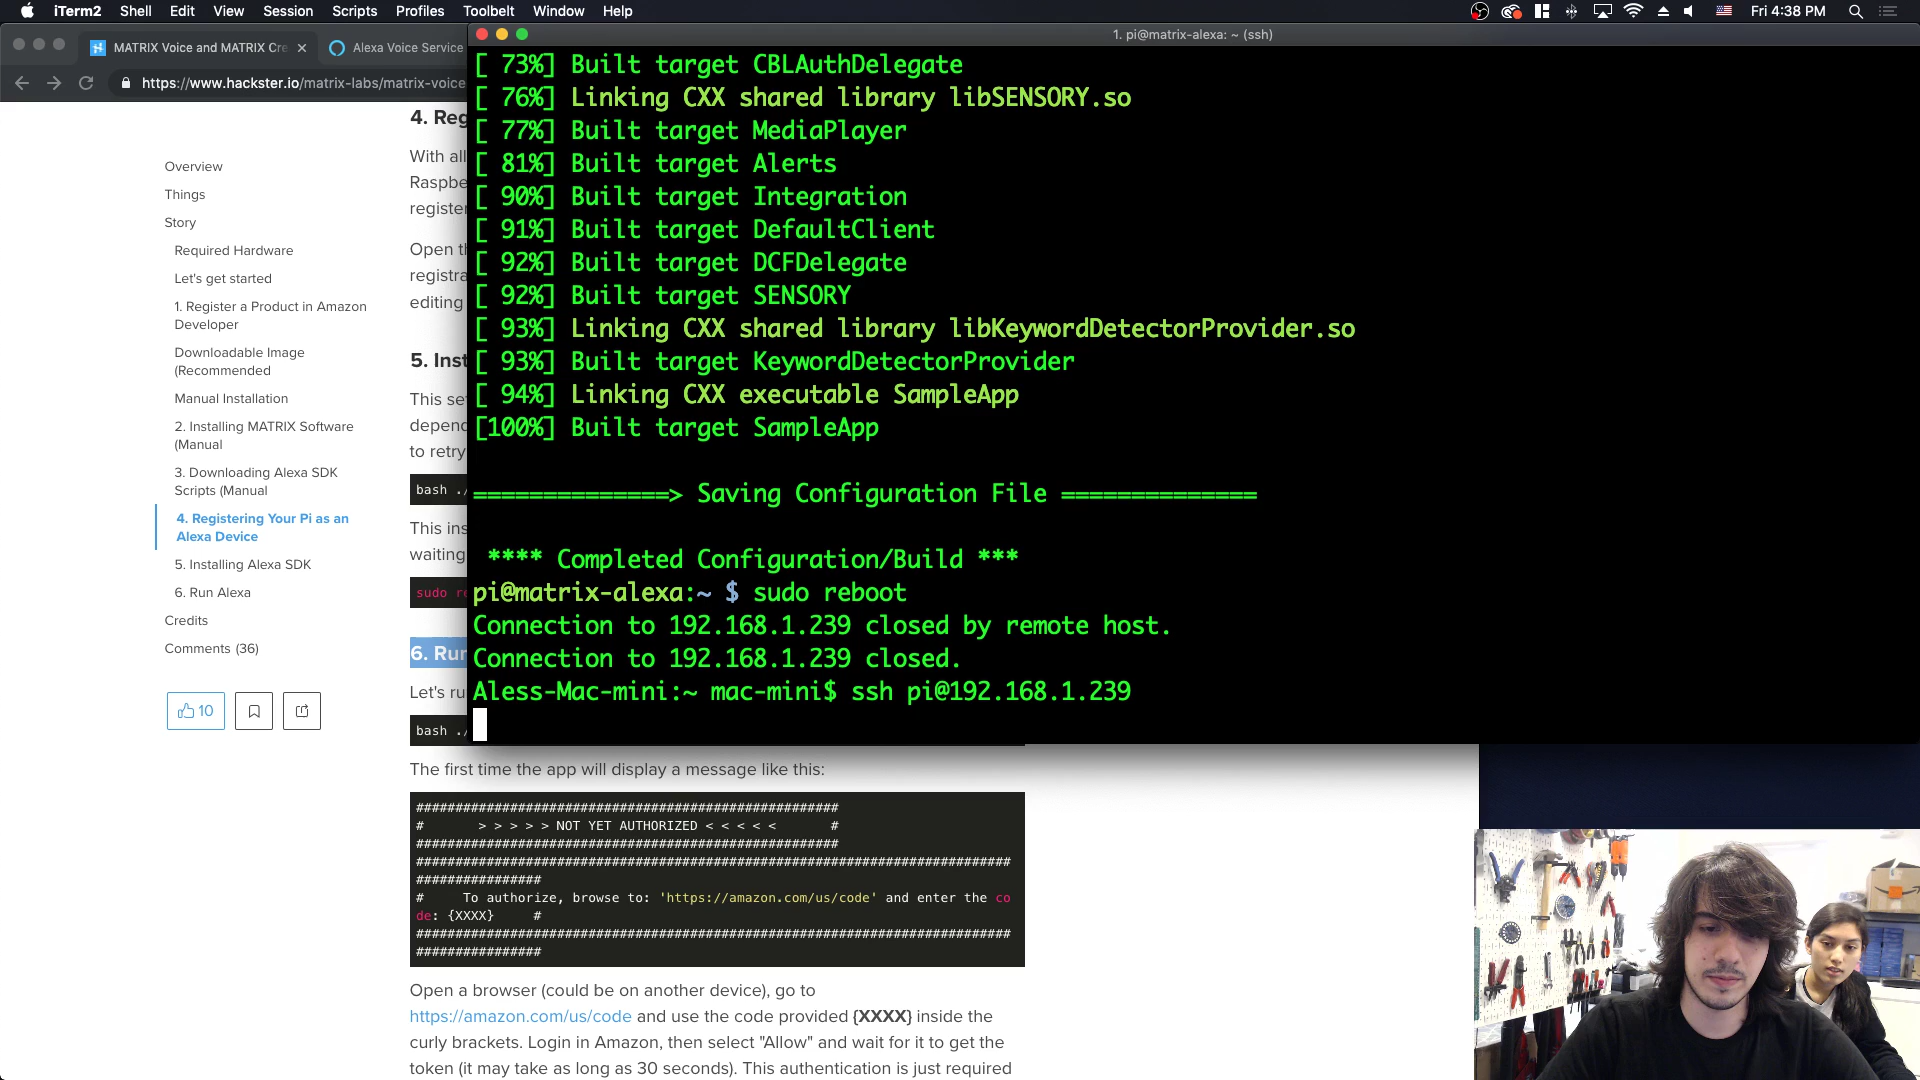 iTerm2 Shell Edit View Session Scripts Profiles Toolbelt Window Help
Fri 4:38 PM
MATRIX Voice and MATRIX Cre
Alexa Voice Service
https://www.hackster.io/matrix-labs/matrix-voice
1. pi@matrix-alexa: ~ (ssh)
[ 73%] Built target CBLAuthDelegate
[ 76%] Linking CXX shared library libSENSORY.so
[ 77%] Built target MediaPlayer
[ 81%] Built target Alerts
[ 90%] Built target Integration
[ 91%] Built target DefaultClient
[ 92%] Built target DCFDelegate
[ 92%] Built target SENSORY
[ 93%] Linking CXX shared library libKeywordDetectorProvider.so
[ 93%] Built target KeywordDetectorProvider
[ 94%] Linking CXX executable SampleApp
[100%] Built target SampleApp
==============> Saving Configuration File ==============
**** Completed Configuration/Build ***
pi@matrix-alexa:~ $ sudo reboot
Connection to 192.168.1.239 closed by remote host.
Connection to 192.168.1.239 closed.
Aless-Mac-mini:~ mac-mini$ ssh pi@192.168.1.239
Overview
Things
Story
Required Hardware
Let's get started
1. Register a Product in Amazon
Developer
Downloadable Image
(Recommended
Manual Installation
2. Installing MATRIX Software
(Manual
3. Downloading Alexa SDK
Scripts (Manual
4. Registering Your Pi as an
Alexa Device
5. Installing Alexa SDK
6. Run Alexa
Credits
Comments (36)
10
4. Reg
With all
Raspbe
register
Open th
registra
editing
5. Inst
This set
depend
to retry
bash ./
This ins
waiting
sudo re
6. Run
Let's ru
bash ./
The first time the app will display a message like this:
######################################################
# > > > > > NOT YET AUTHORIZED < < < < < #
######################################################
############################################################################
################
# To authorize, browse to: 'https://amazon.com/us/code' and enter the co
de: {XXXX} #
############################################################################
################
Open a browser (could be on another device), go to
https://amazon.com/us/code and use the code provided {XXXX} inside the
curly brackets. Login in Amazon, then select "Allow" and wait for it to get the
token (it may take as long as 30 seconds). This authentication is just required